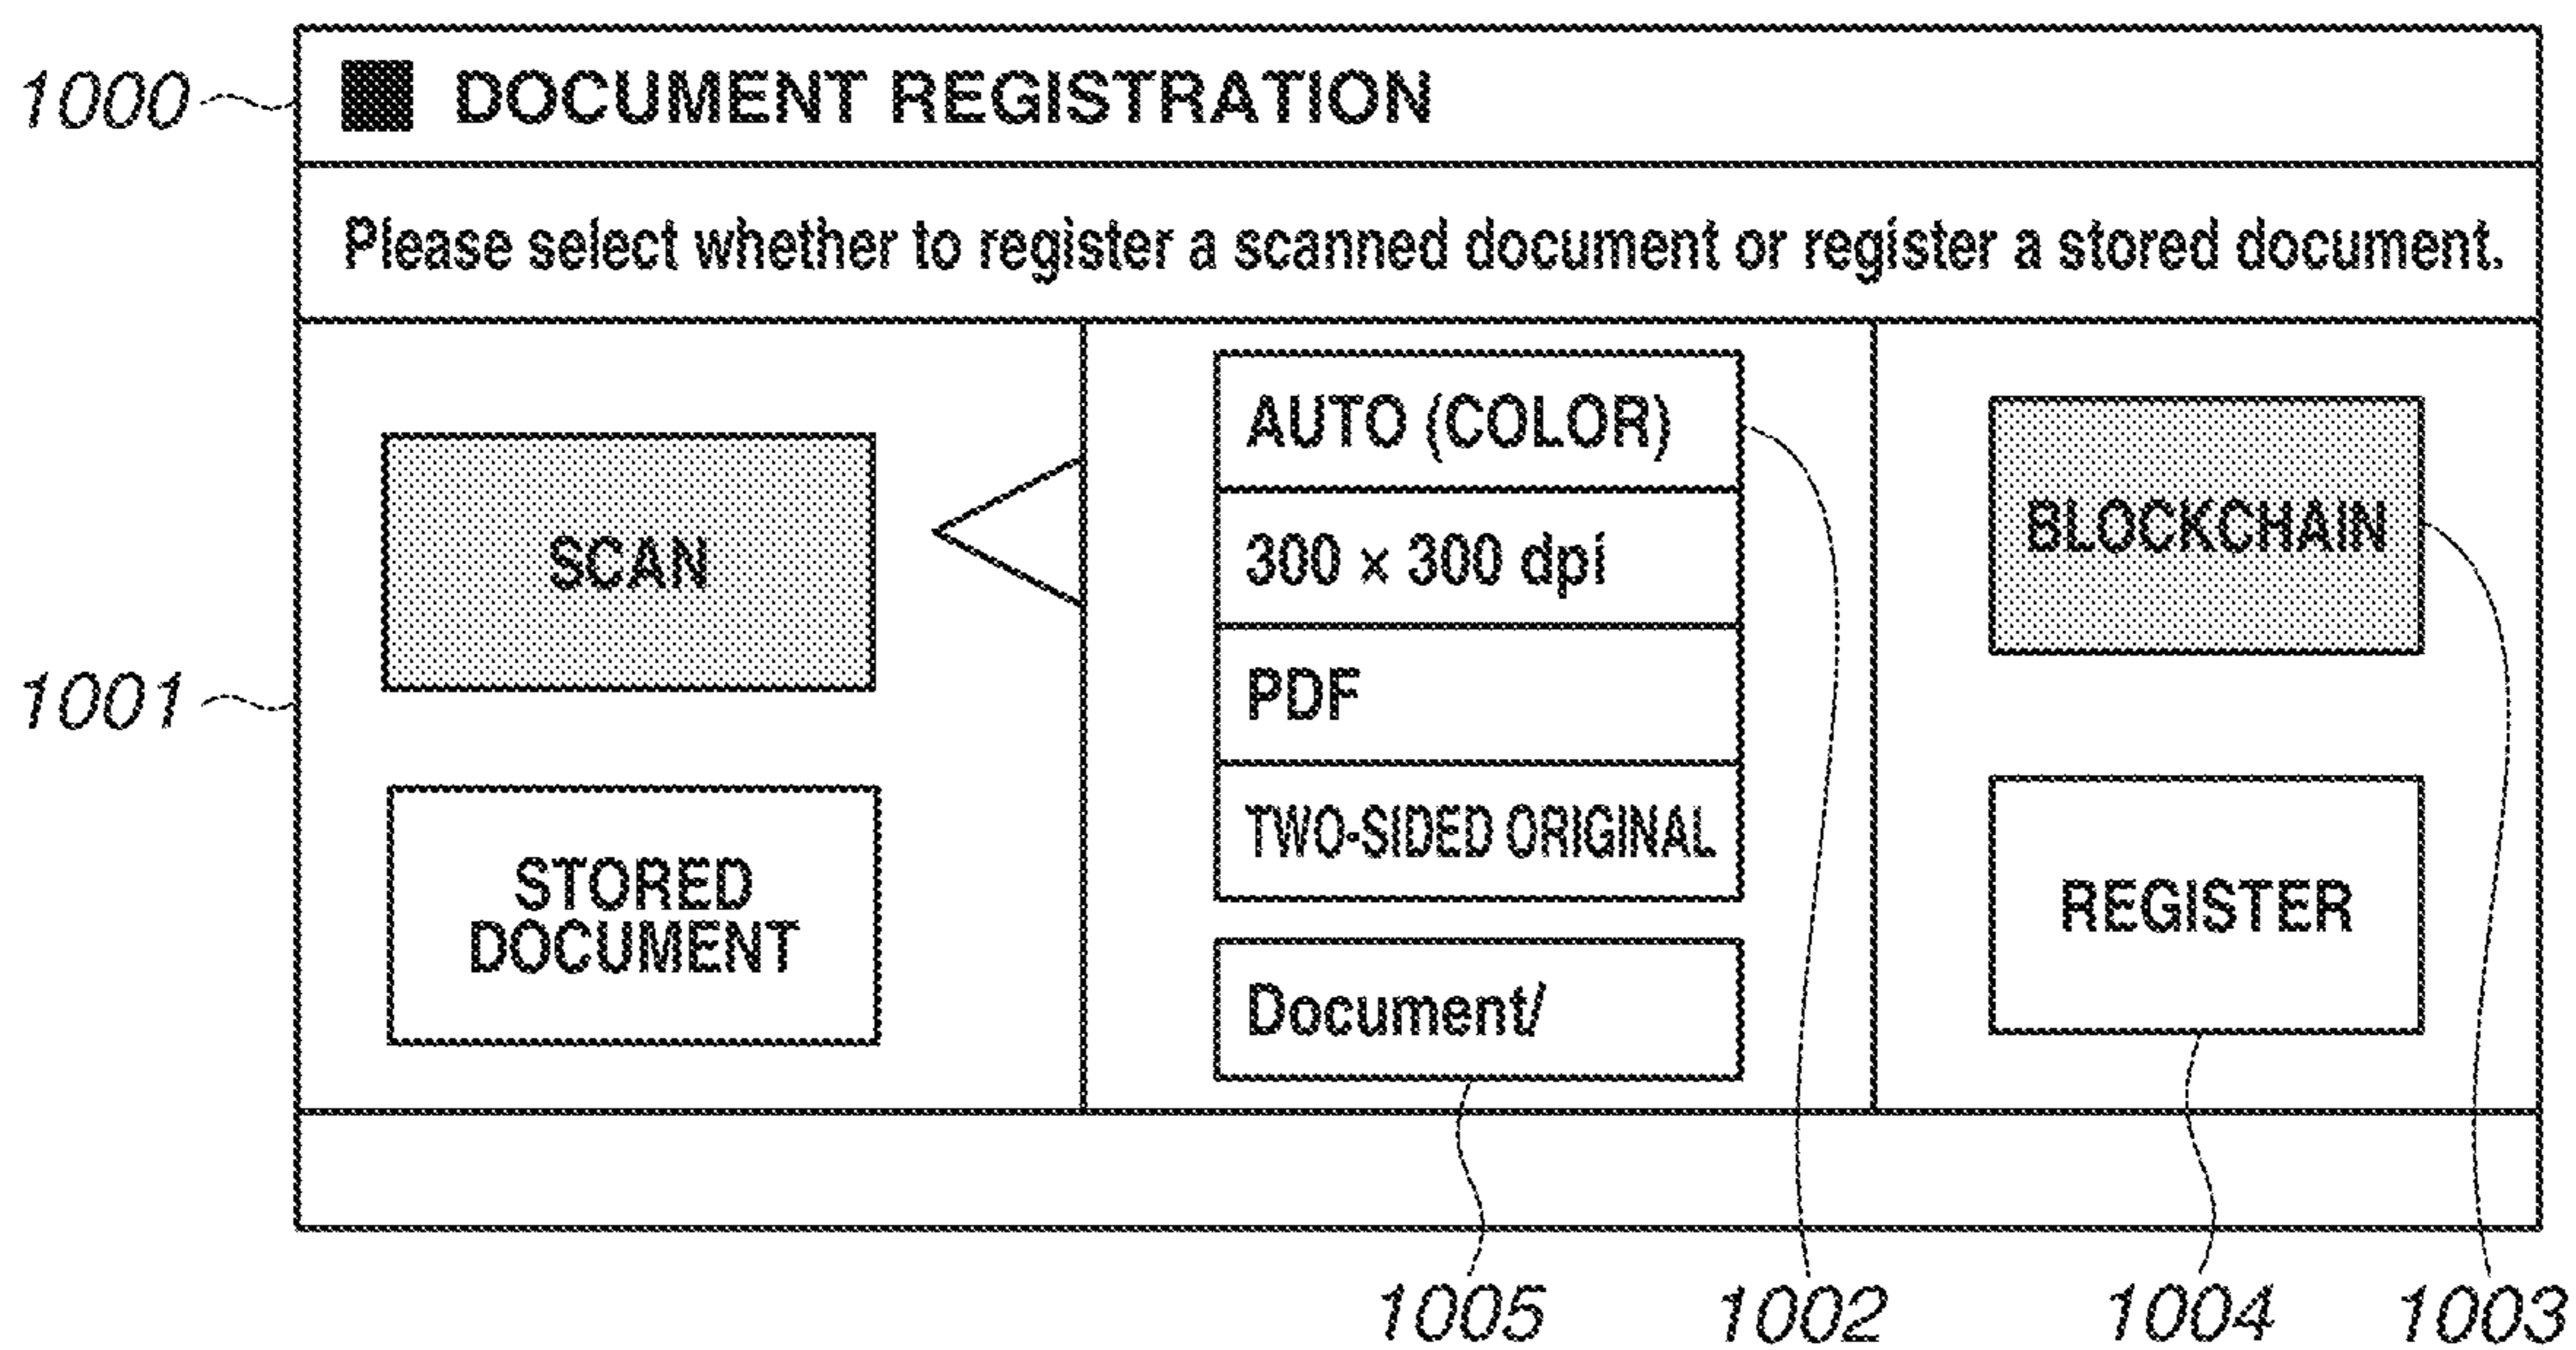 1000
DOCUMENT REGISTRATION
Please select whether to register a scanned document or register a stored document.
1001
SCAN
STORED
DOCUMENT
AUTO (COLOR)
300 × 300 dpi
PDF
TWO-SIDED ORIGINAL
Document/
BLOCKCHAIN
REGISTER
1005
1002
1004
1003